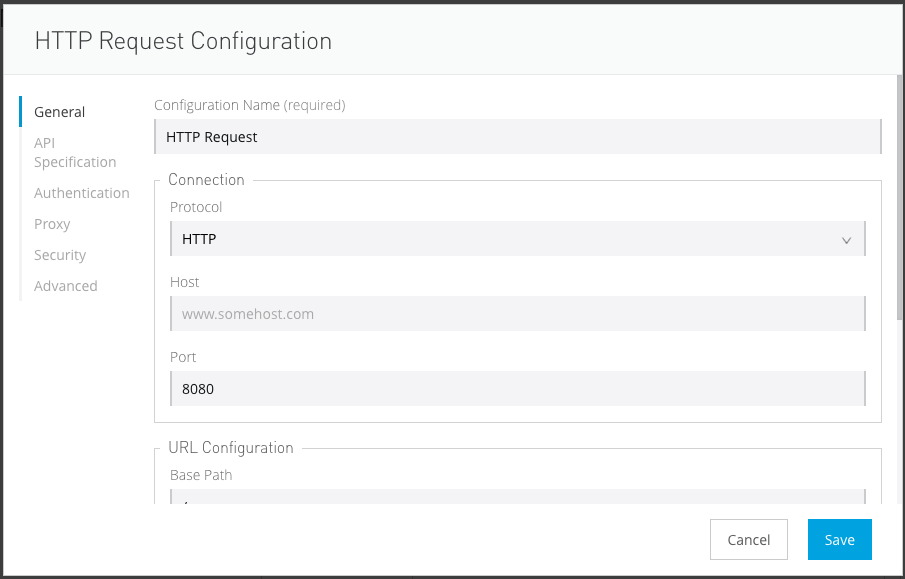 HTTP Request Configuration
General
API
Specification
Authentication
Proxy
Security
Advanced
Configuration Name (required)
HTTP Request
Connection
Protocol
HTTP
Host
www.somehost.com
Port
8080
URL Configuration
Base Path
Cancel
Save